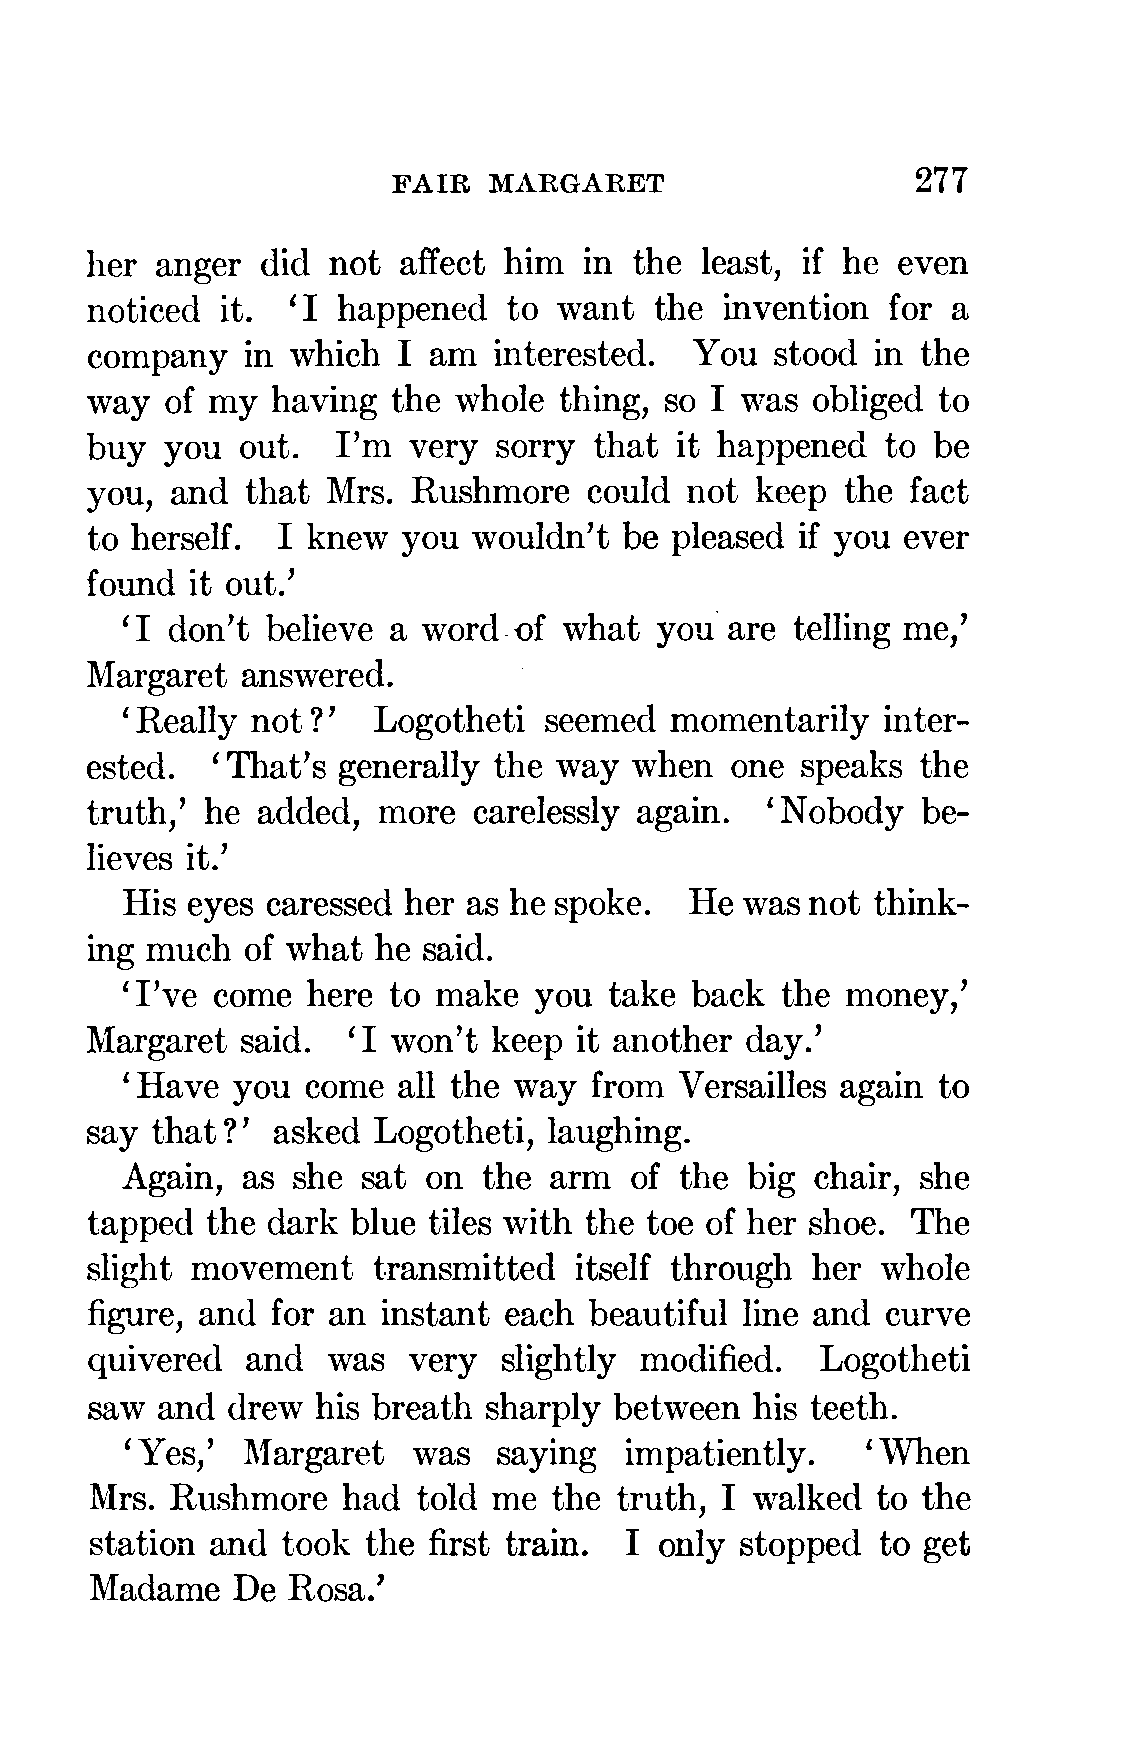 FAIR MARGARET 277
her anger did not affect him in the least, if he even
noticed it. ‘I happened to want the invention for a
company in which I am interested. You stood in the
way of my having the whole thing, so I was obliged to
buy you out. I’m very sorry that it happened to be
you, and that Mrs. Rushmore could not keep the fact
to herself. I knew you wouldn’t be pleased if you ever
found it out.’
‘I don’t believe a word of what you are telling me,’
Margaret answered.
‘Really not?’ Logotheti seemed momentarily inter-
ested. ‘That’s generally the way when one speaks the
truth,’ he added, more carelessly again. ‘Nobody be-
lieves it.’
His eyes caressed her as he spoke. He was not think-
ing much of what he said.
‘I’ve come here to make you take back the money,’
Margaret said. ‘I won’t keep it another day.’
‘Have you come all the way from Versailles again to
say that?’ asked Logotheti, laughing.
Again, as she sat on the arm of the big chair, she
tapped the dark blue tiles with the toe of her shoe. The
slight movement transmitted itself through her whole
figure, and for an instant each beautiful line and curve
quivered and was very slightly modified. Logotheti
saw and drew his breath sharply between his teeth.
‘Yes,’ Margaret was saying impatiently. ‘When
Mrs. Rushmore had told me the truth, I walked to the
station and took the first train. I only stopped to get
Madame De Rosa.’